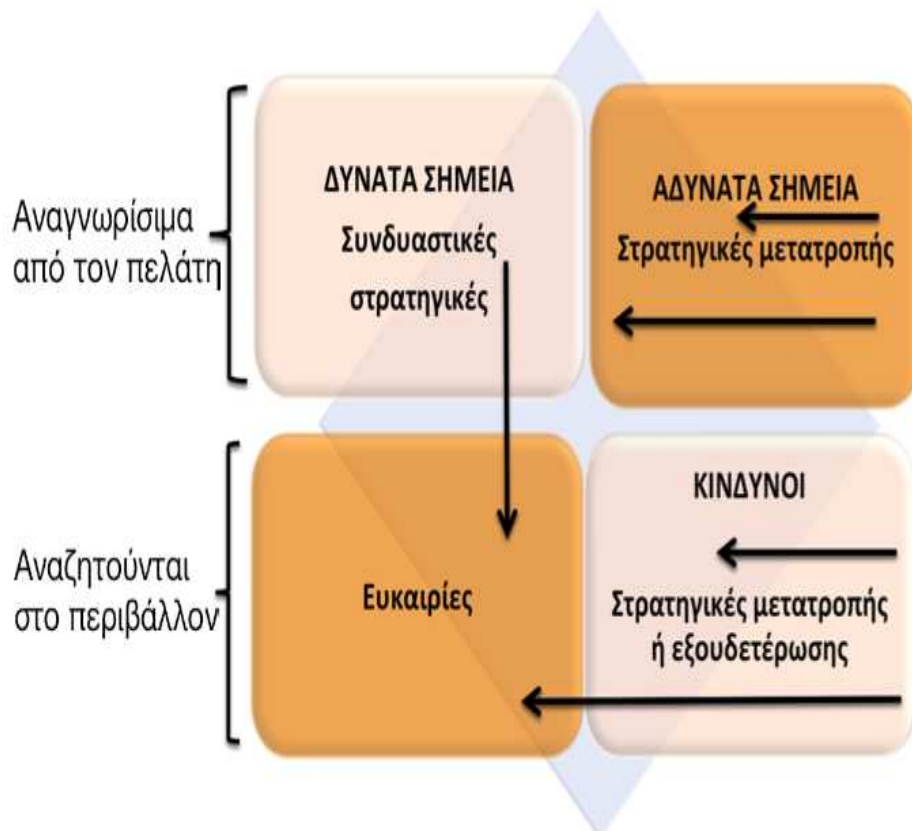 Αναγνωρίσιμα
από τον πελάτη
ΔΥΝΑΤΑ ΣΗΜΕΙΑ
Συνδυαστικές
στρατηγικές
ΑΔΥΝΑΤΑ ΣΗΜΕΙΑ
Στρατηγικές μετατροπής
Αναζητούνται
στο περιβάλλον
Ευκαιρίες
ΚΙΝΔΥΝΟΙ
Στρατηγικές μετατροπής
ή εξουδετέρωσης